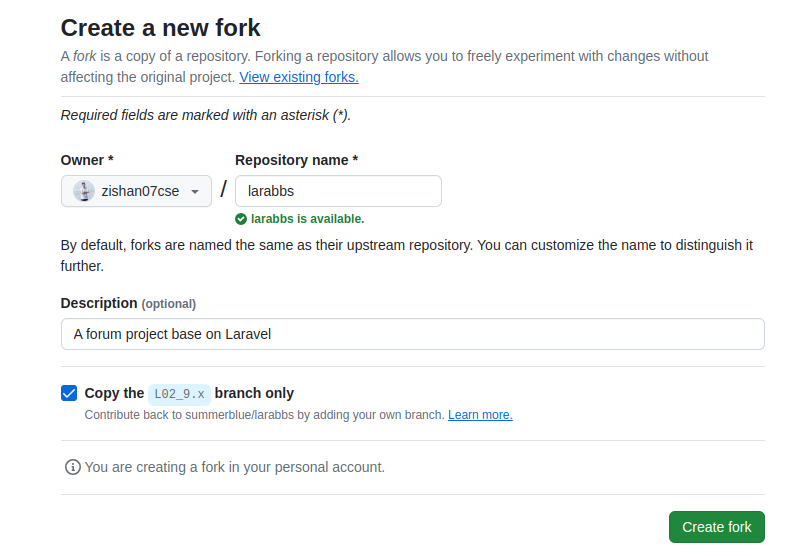 Create a new fork
A fork is a copy of a repository. Forking a repository allows you to freely experiment with changes without
affecting the original project. View existing forks.
Required fields are marked with an asterisk (*).
Owner * Repository name *
zishan07cse / larabbs
larabbs is available.
By default, forks are named the same as their upstream repository. You can customize the name to distinguish it
further.
Description (optional)
A forum project base on Laravel
Copy the L02_9.x branch only
Contribute back to summerblue/larabbs by adding your own branch. Learn more.
You are creating a fork in your personal account.
Create fork